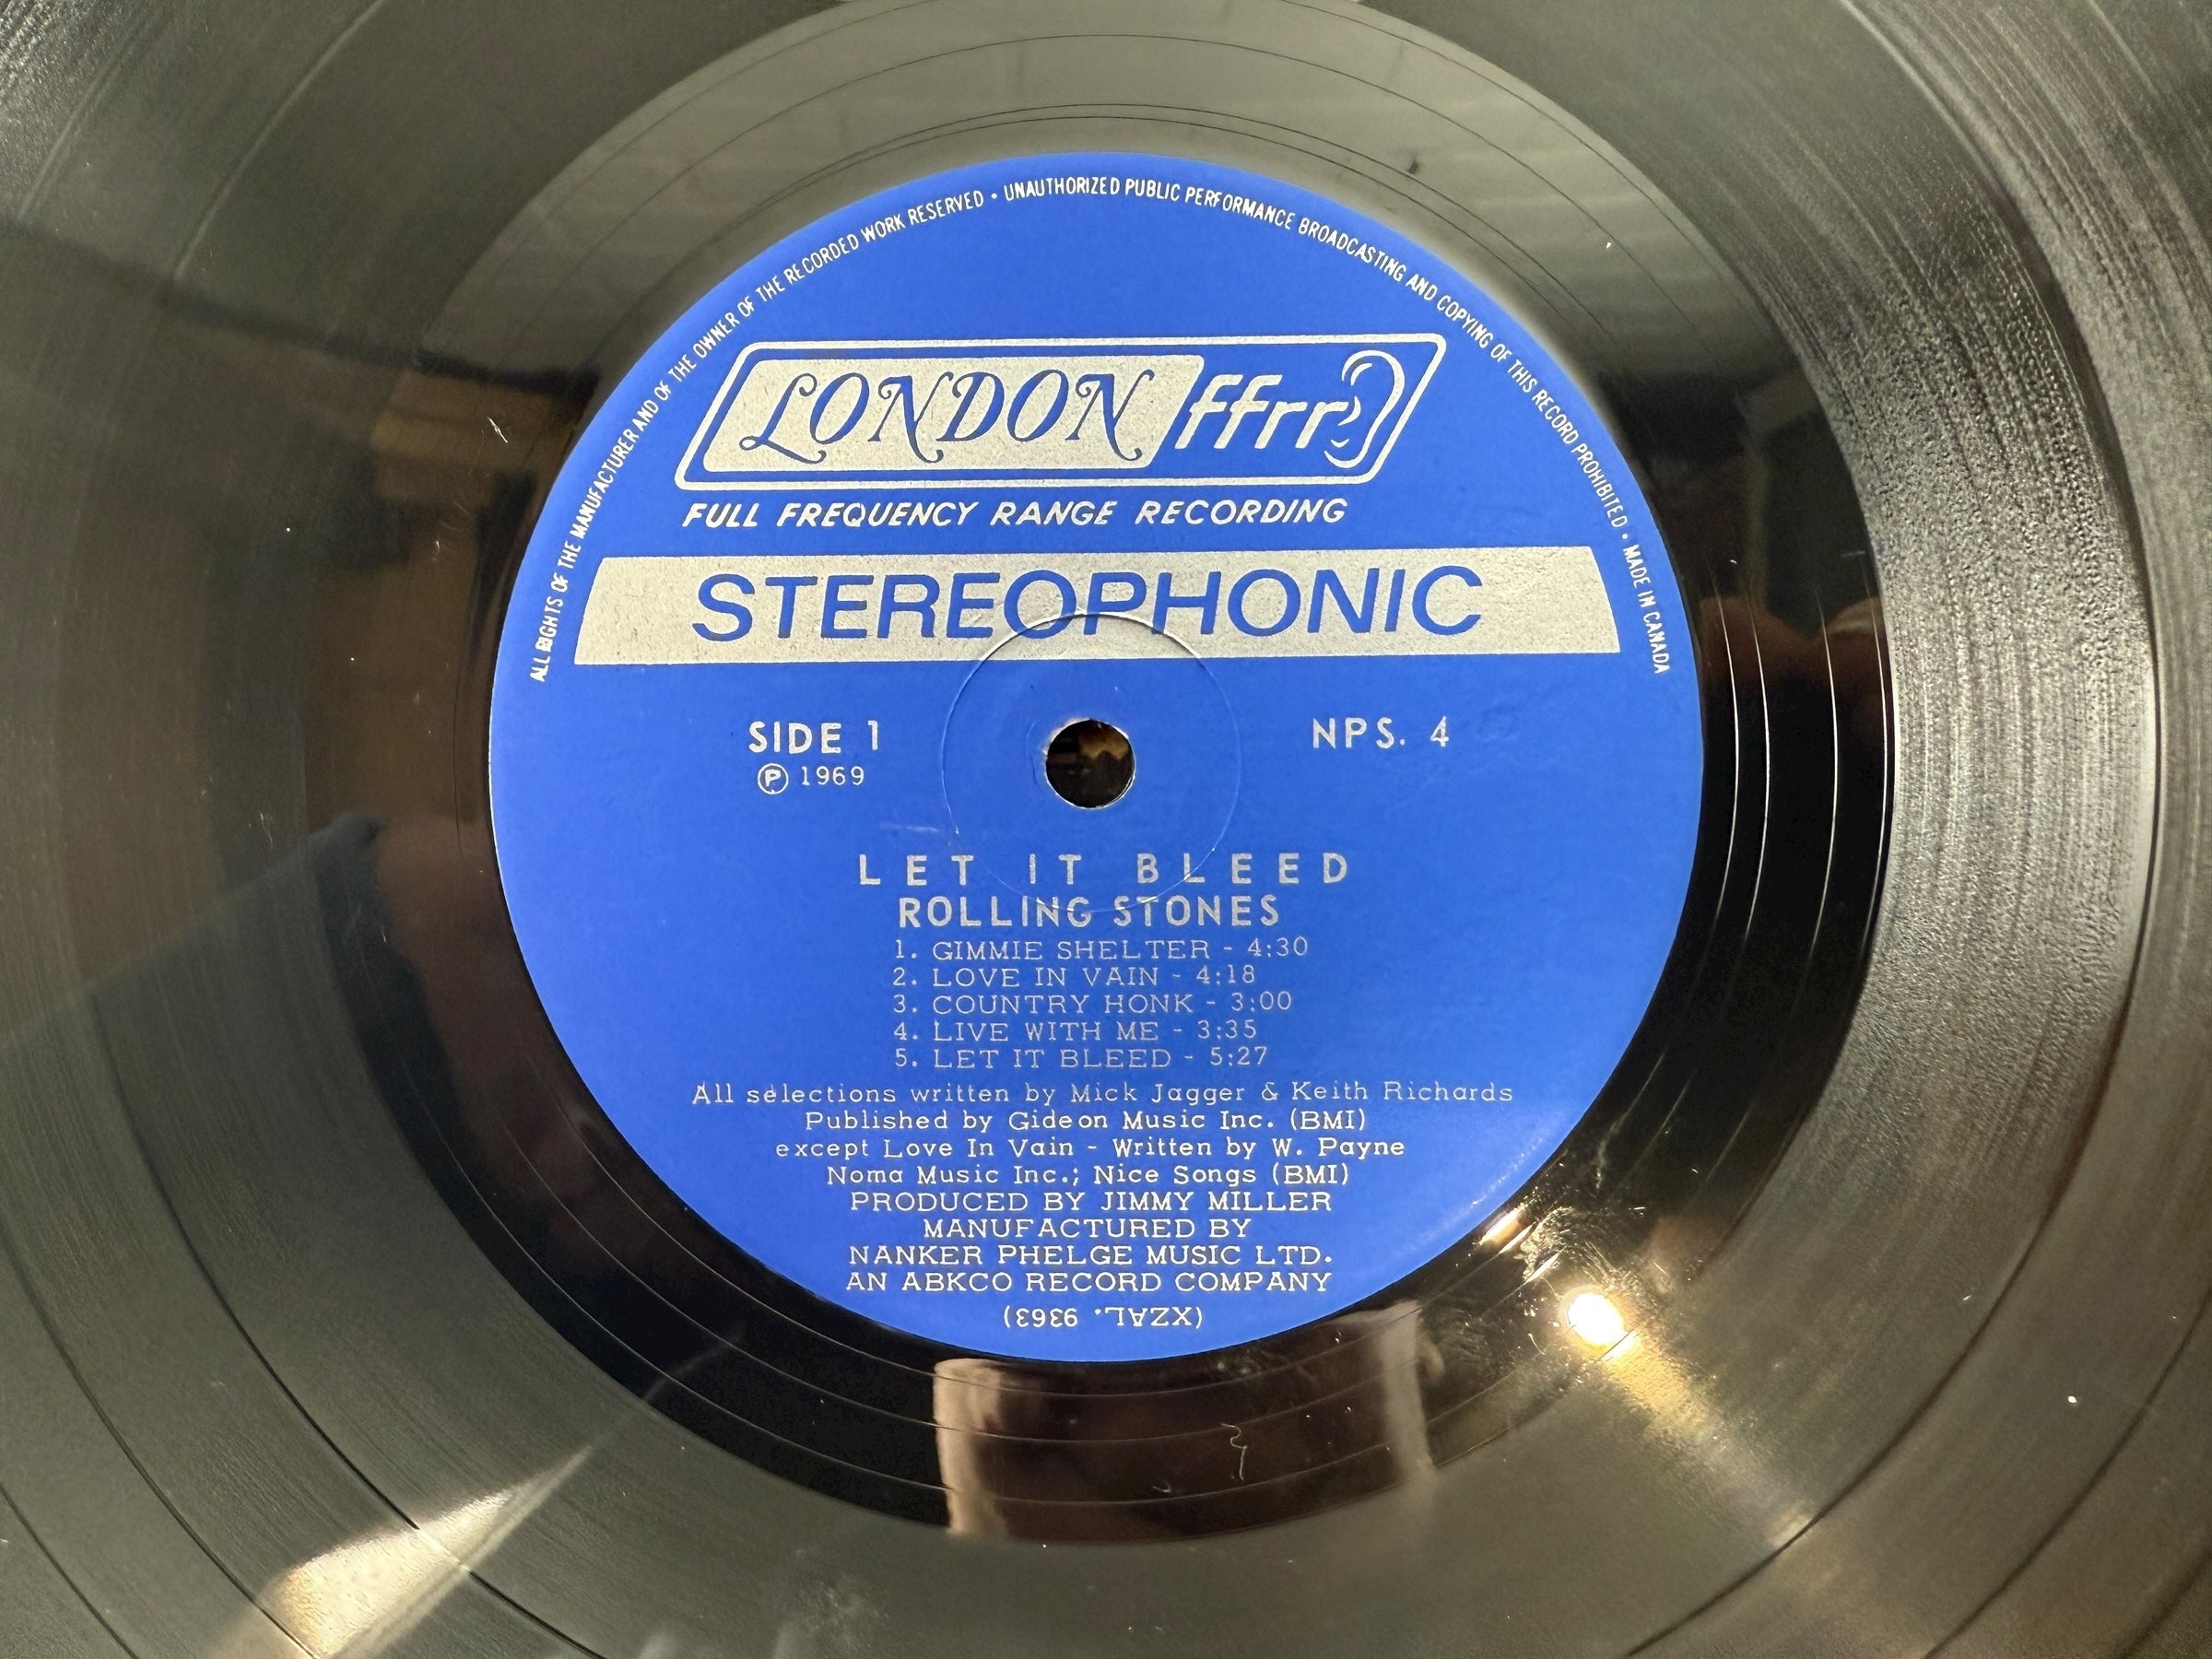 ALL RIGHTS OF THE MANUFACTURER AND OF THE OWNER OF THE RECORDED WORK RESERVED • UNAUTHORIZED PUBLIC PERFORMANCE BROADCASTING AND COPYING OF THIS RECORD PROHIBITED • MADE IN CANADA
LONDON ffrr
FULL FREQUENCY RANGE RECORDING
STEREOPHONIC
SIDE 1 NPS. 4
Ⓟ 1969
LET IT BLEED
ROLLING STONES
1. GIMMIE SHELTER - 4:30
2. LOVE IN VAIN - 4:18
3. COUNTRY HONK - 3:00
4. LIVE WITH ME - 3:35
5. LET IT BLEED - 5:27
All selections written by Mick Jagger & Keith Richards
Published by Gideon Music Inc. (BMI)
except Love In Vain - Written by W. Payne
Noma Music Inc.; Nice Songs (BMI)
PRODUCED BY JIMMY MILLER
MANUFACTURED BY
NANKER PHELGE MUSIC LTD.
AN ABKCO RECORD COMPANY
(XZAL. 9363)